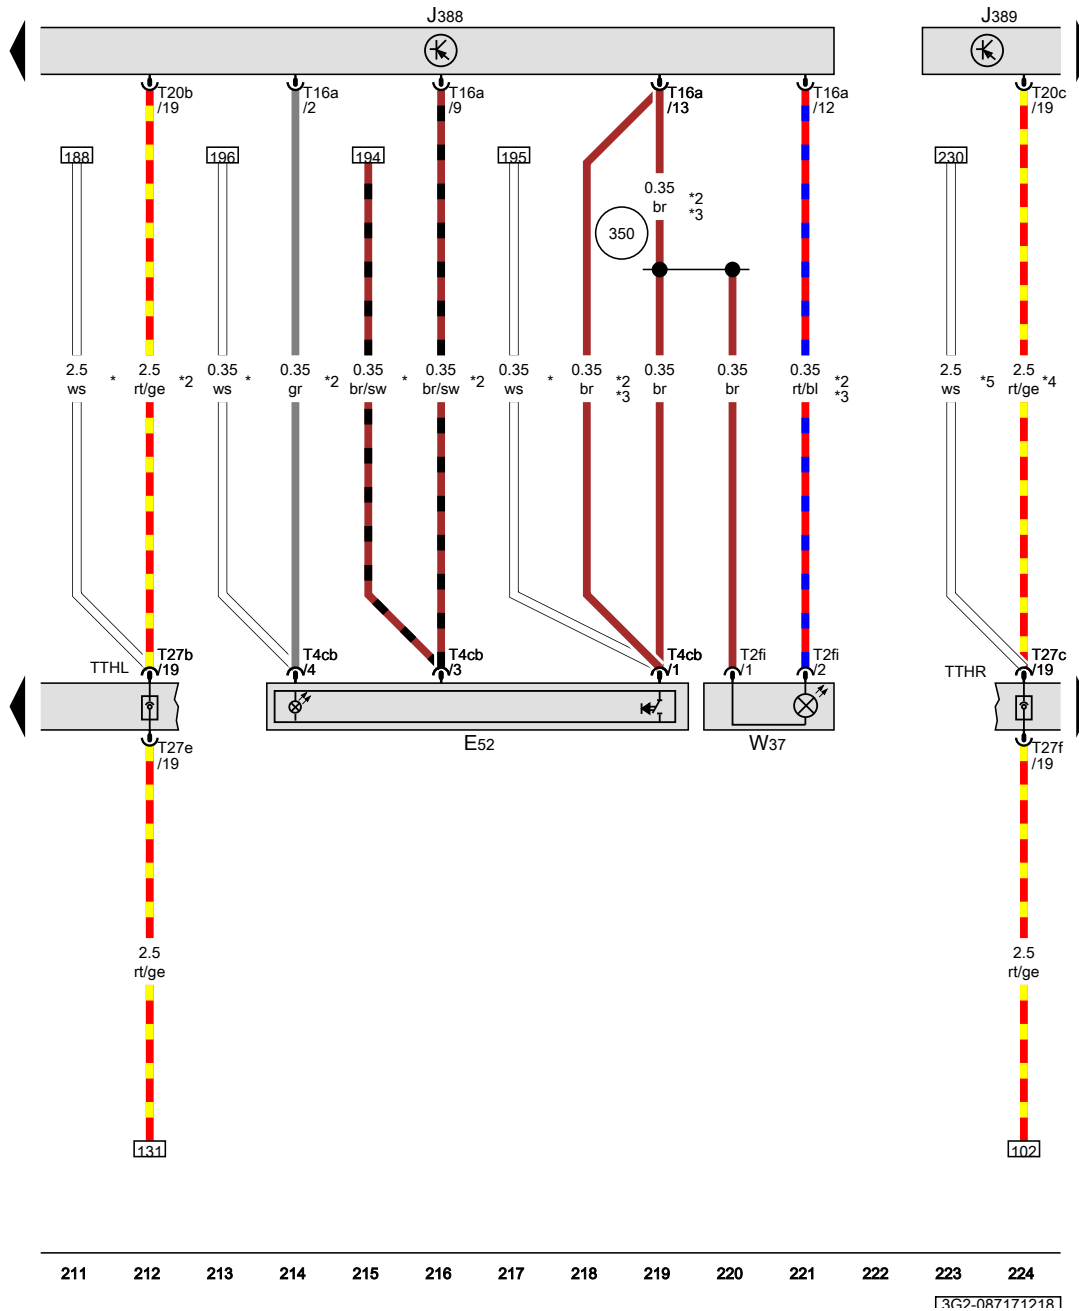 J388
J389
T20b
/19
T16a
/2
T16a
/9
T16a
/13
T16a
/12
T20c
/19
188
196
194
195
230
0.35
br
*2
*3
350
2.5
ws
*
2.5
rt/ge
*2
0.35
ws
*
0.35
gr
*2
0.35
br/sw
*
0.35
br/sw
*2
0.35
ws
*
0.35
br
*2
*3
0.35
br
0.35
br
0.35
rt/bl
*2
*3
2.5
ws
*5
2.5
rt/ge
*4
TTHL
T27b
/19
T4cb
/4
T4cb
/3
T4cb
/1
T2fi
/1
T2fi
/2
TTHR
T27c
/19
E52
W37
T27e
/19
T27f
/19
2.5
rt/ge
2.5
rt/ge
131
102
211 212 213 214 215 216 217 218 219 220 221 222 223 224
3G2-087171218